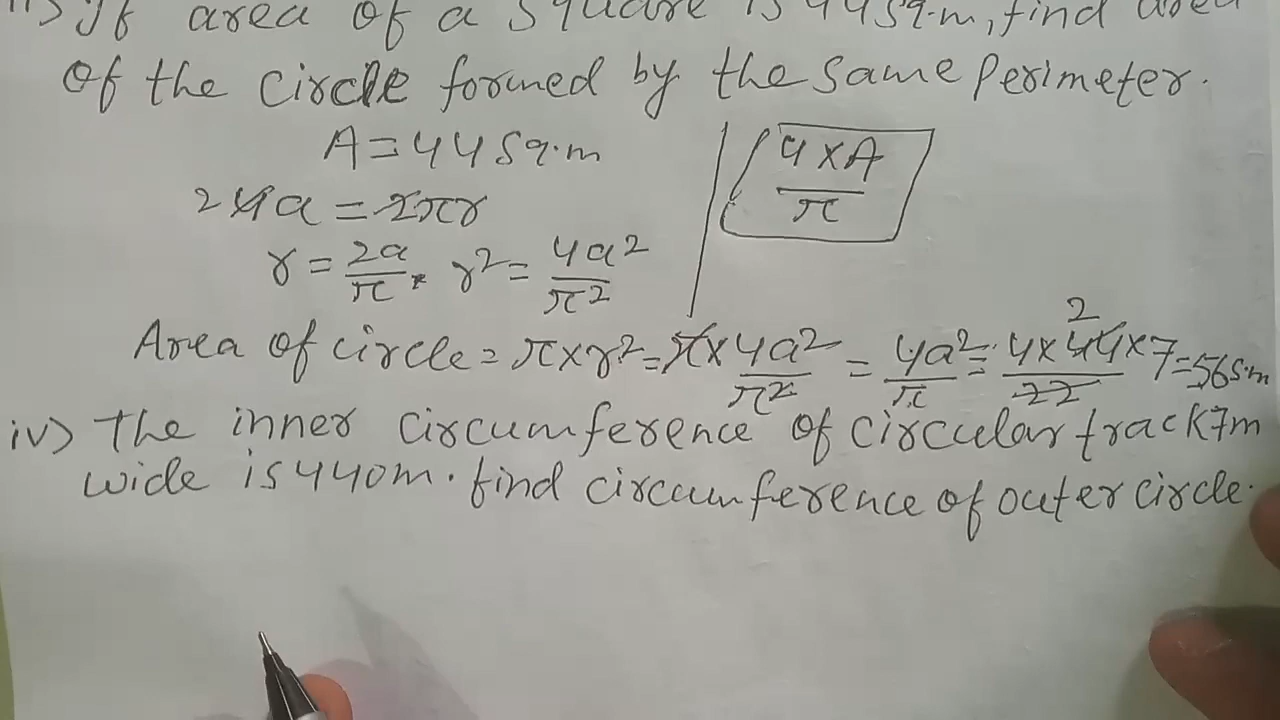 iii) If area of a square is 44sq.m, find area
of the circle formed by the same perimeter.
A = 44 sq.m
4 × A / π
2 4a = 2πr
r = 2a/π . r² = 4a²/π²
Area of circle = π × r² = π × 4a²/π² = 4a²/π = 4 × 44 × 7 / 22 = 56 s.m
2
iv) The inner circumference of circular track 7m
wide is 440m. find circumference of outer circle.